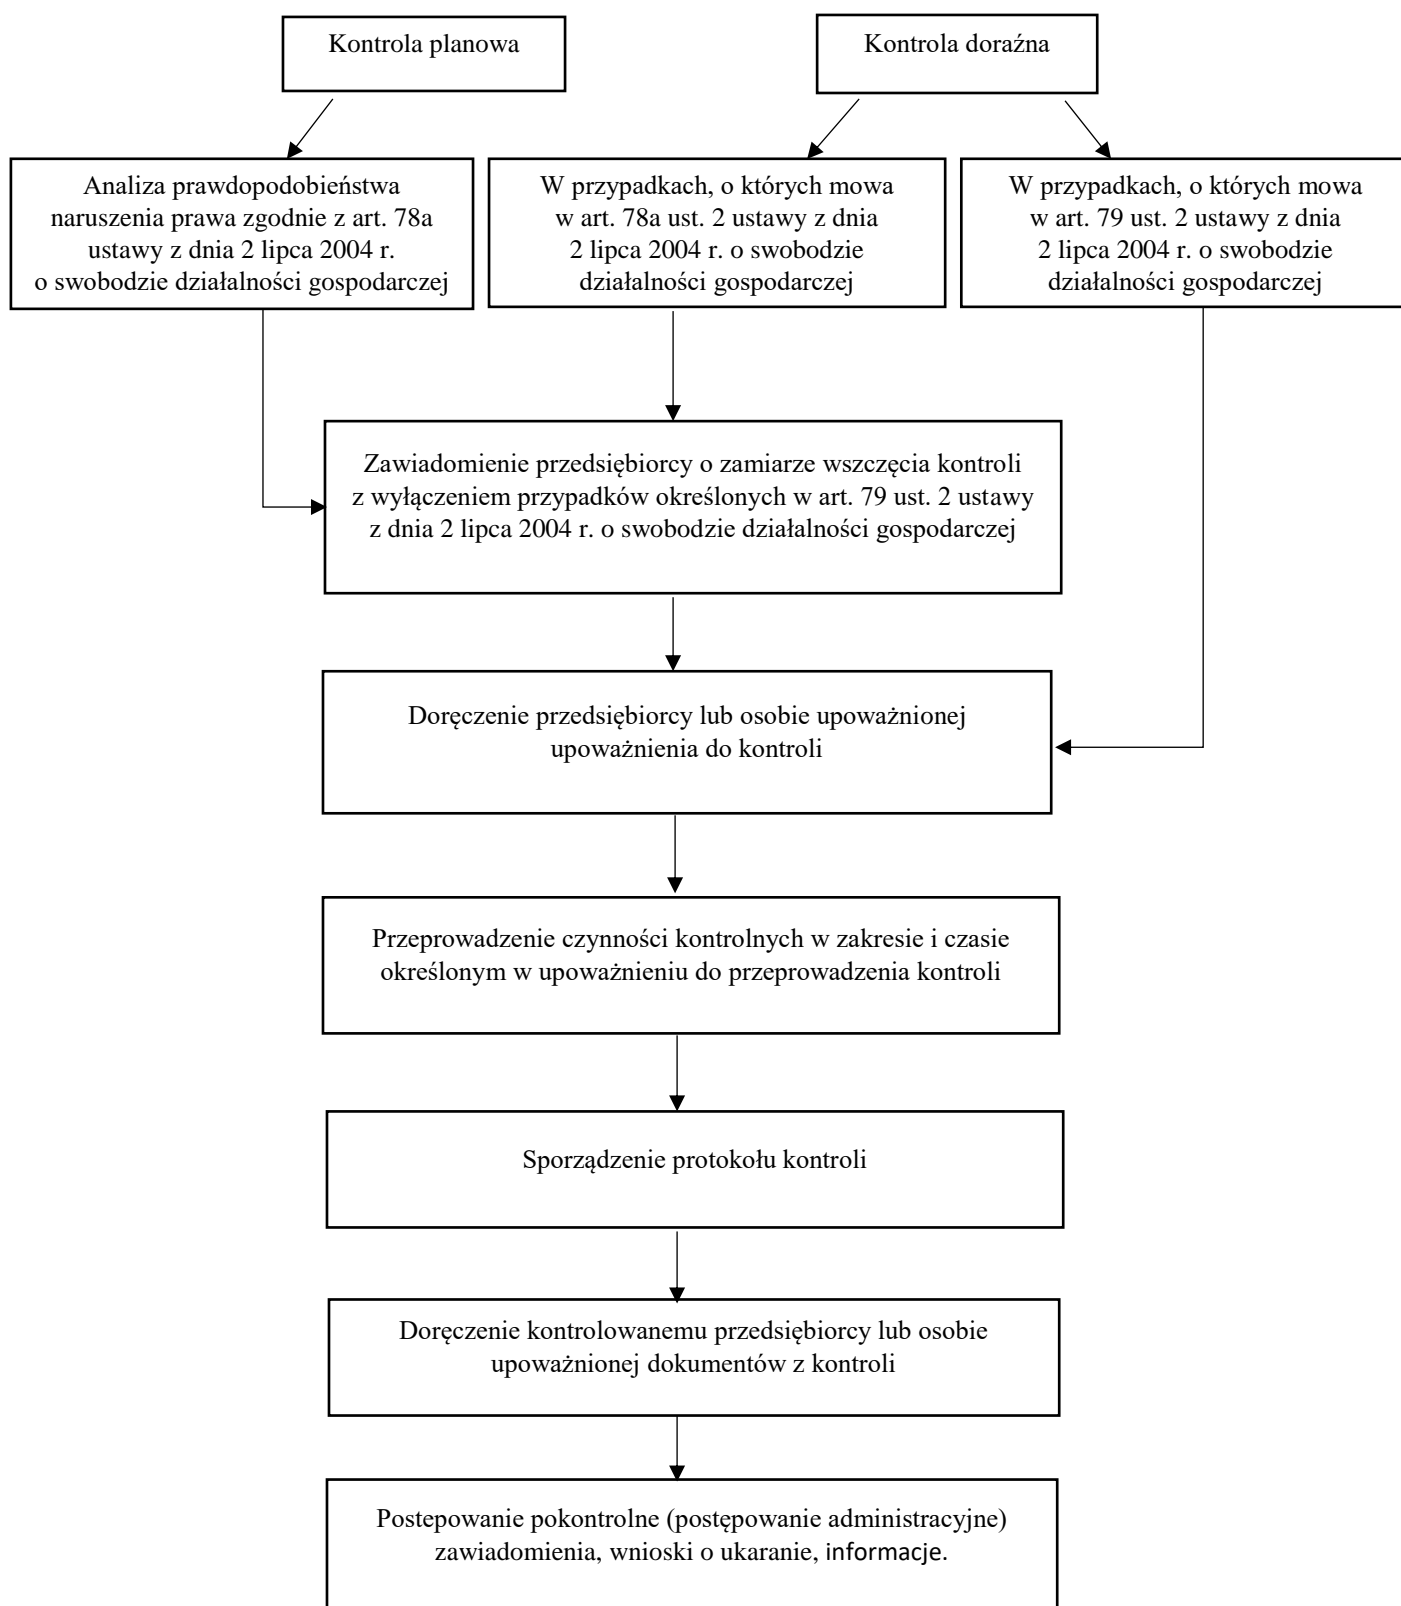 Kontrola planowa
Kontrola doraźna
Analiza prawdopodobieństwa
naruszenia prawa zgodnie z art. 78a
ustawy z dnia 2 lipca 2004 r.
o swobodzie działalności gospodarczej
W przypadkach, o których mowa
w art. 78a ust. 2 ustawy z dnia
2 lipca 2004 r. o swobodzie
działalności gospodarczej
W przypadkach, o których mowa
w art. 79 ust. 2 ustawy z dnia
2 lipca 2004 r. o swobodzie
działalności gospodarczej
Zawiadomienie przedsiębiorcy o zamiarze wszczęcia kontroli
z wyłączeniem przypadków określonych w art. 79 ust. 2 ustawy
z dnia 2 lipca 2004 r. o swobodzie działalności gospodarczej
Doręczenie przedsiębiorcy lub osobie upoważnionej
upoważnienia do kontroli
Przeprowadzenie czynności kontrolnych w zakresie i czasie
określonym w upoważnieniu do przeprowadzenia kontroli
Sporządzenie protokołu kontroli
Doręczenie kontrolowanemu przedsiębiorcy lub osobie
upoważnionej dokumentów z kontroli
Postepowanie pokontrolne (postępowanie administracyjne)
zawiadomienia, wnioski o ukaranie, informacje.